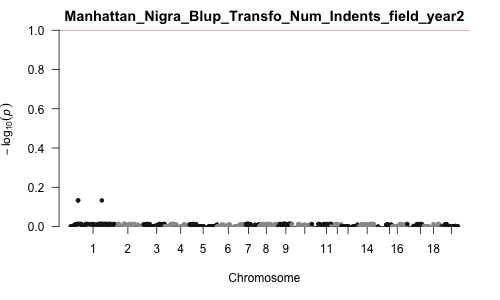 Manhattan_Nigra_Blup_Transfo_Num_Indents_field_year2
1.0
0.8
0.6
0.4
0.2
0.0
− log10(p)
1 2 3 4 5 6 7 8 9 11 14 16 18
Chromosome